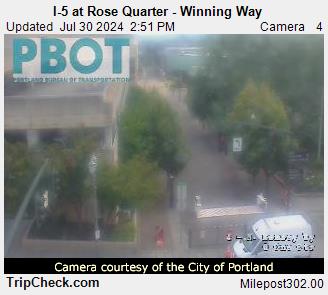 I-5 at Rose Quarter - Winning Way
Updated Jul 30 2024 2:51 PM Camera 4
PBOT
PORTLAND BUREAU OF TRANSPORTATION
Camera courtesy of the City of Portland
TripCheck.com Milepost302.00